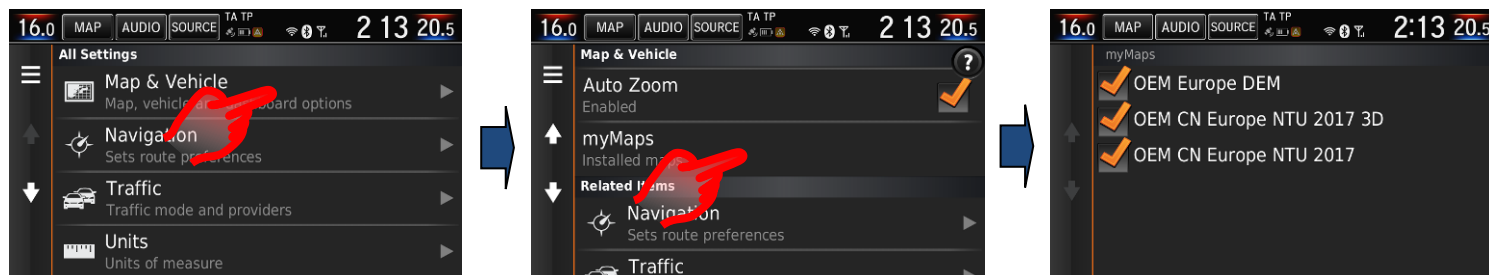 16.0 MAP AUDIO SOURCE TA TP 2 13 20.5
All Settings
Map & Vehicle
Map, vehicle and dashboard options
Navigation
Sets route preferences
Traffic
Traffic mode and providers
Units
Units of measure
16.0 MAP AUDIO SOURCE TA TP 2 13 20.5
Map & Vehicle
?
Auto Zoom
Enabled
myMaps
Installed maps
Related Items
Navigation
Sets route preferences
Traffic
16.0 MAP AUDIO SOURCE TA TP 2:13 20.5
myMaps
OEM Europe DEM
OEM CN Europe NTU 2017 3D
OEM CN Europe NTU 2017